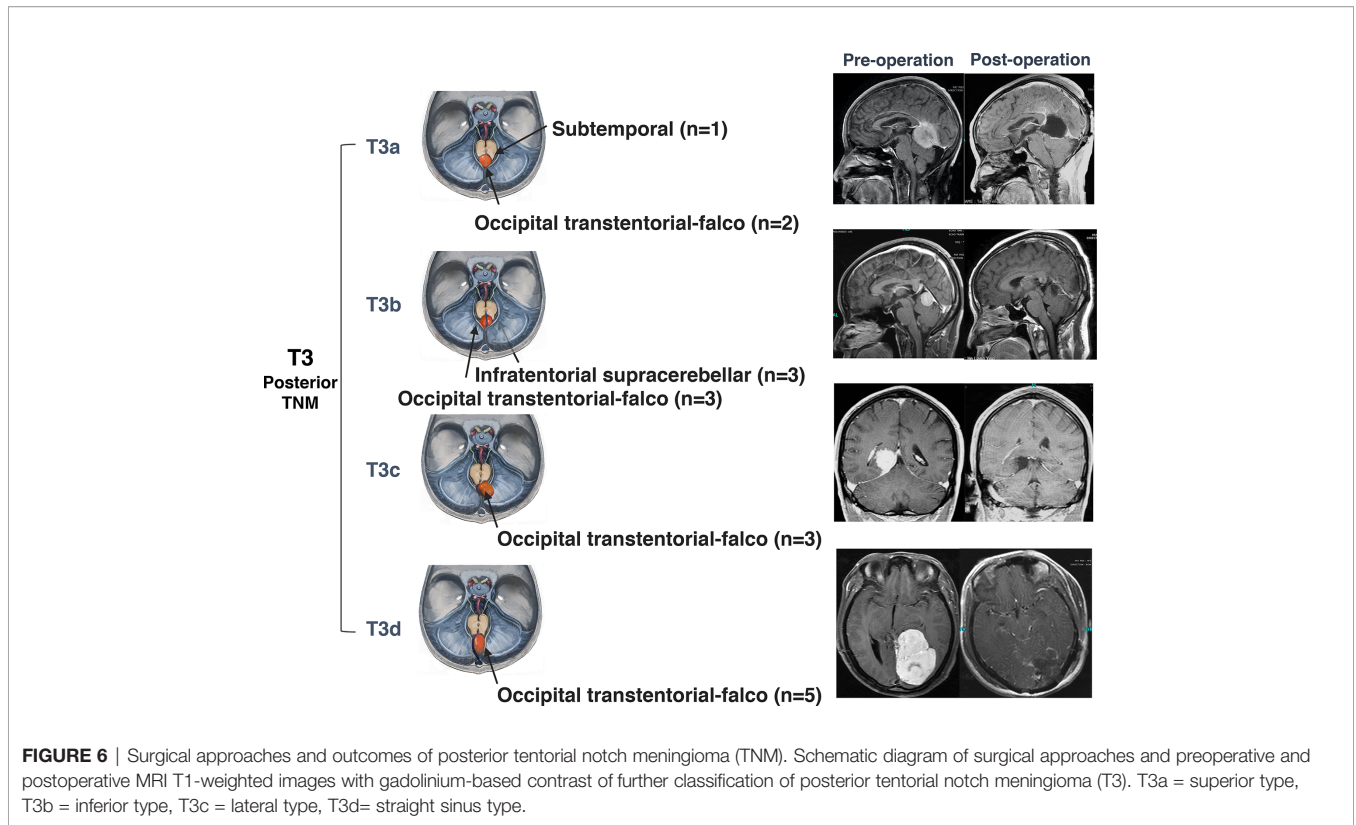 Pre-operation Post-operation
T3a
Subtemporal (n=1)
Occipital transtentorial-falco (n=2)
T3b
Infratentorial supracerebellar (n=3)
Occipital transtentorial-falco (n=3)
T3
Posterior
TNM
T3c
Occipital transtentorial-falco (n=3)
T3d
Occipital transtentorial-falco (n=5)
FIGURE 6 | Surgical approaches and outcomes of posterior tentorial notch meningioma (TNM). Schematic diagram of surgical approaches and preoperative and
postoperative MRI T1-weighted images with gadolinium-based contrast of further classification of posterior tentorial notch meningioma (T3). T3a = superior type,
T3b = inferior type, T3c = lateral type, T3d= straight sinus type.